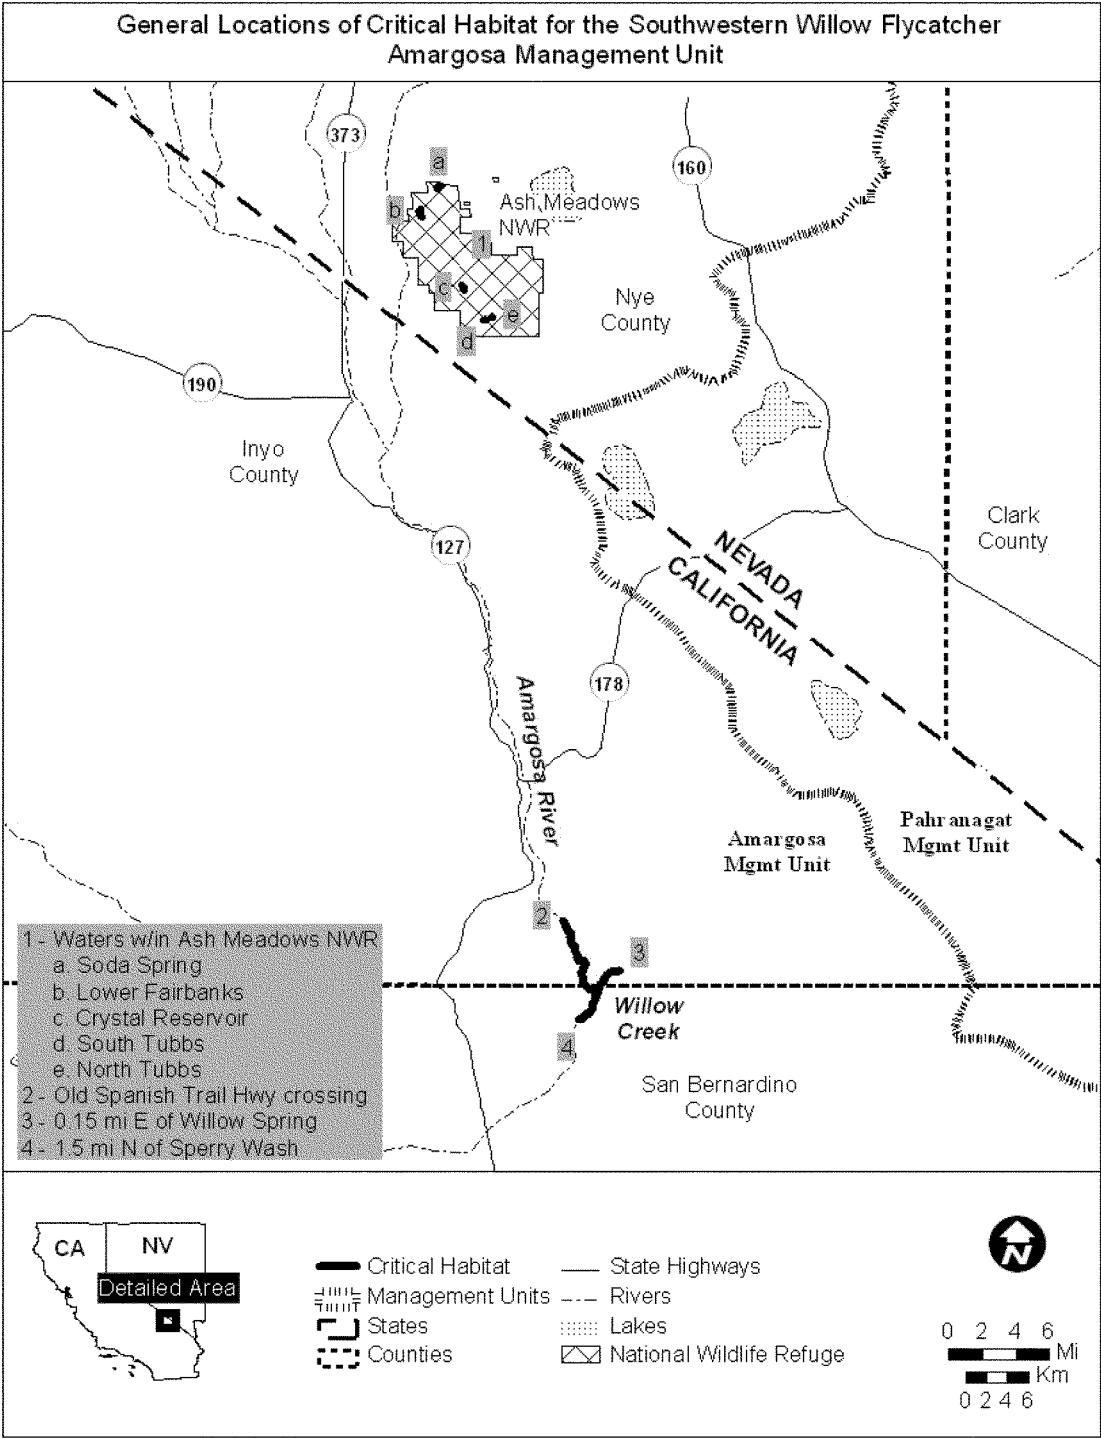 General Locations of Critical Habitat for the Southwestern Willow Flycatcher
Amargosa Management Unit
373
a
160
b
Ash Meadows
NWR
1
c
Nye
County
e
d
190
Inyo
County
Clark
County
127
NEVADA
CALIFORNIA
178
Amargosa River
Pahranagat
Mgmt Unit
Amargosa
Mgmt Unit
2
3
Willow
Creek
4
San Bernardino
County
1 - Waters w/in Ash Meadows NWR
a. Soda Spring
b. Lower Fairbanks
c. Crystal Reservoir
d. South Tubbs
e. North Tubbs
2 - Old Spanish Trail Hwy crossing
3 - 0.15 mi E of Willow Spring
4 - 1.5 mi N of Sperry Wash
CA
NV
Detailed Area
Critical Habitat
Management Units
States
Counties
State Highways
Rivers
Lakes
National Wildlife Refuge
N
0 2 4 6
Mi
Km
0 2 4 6